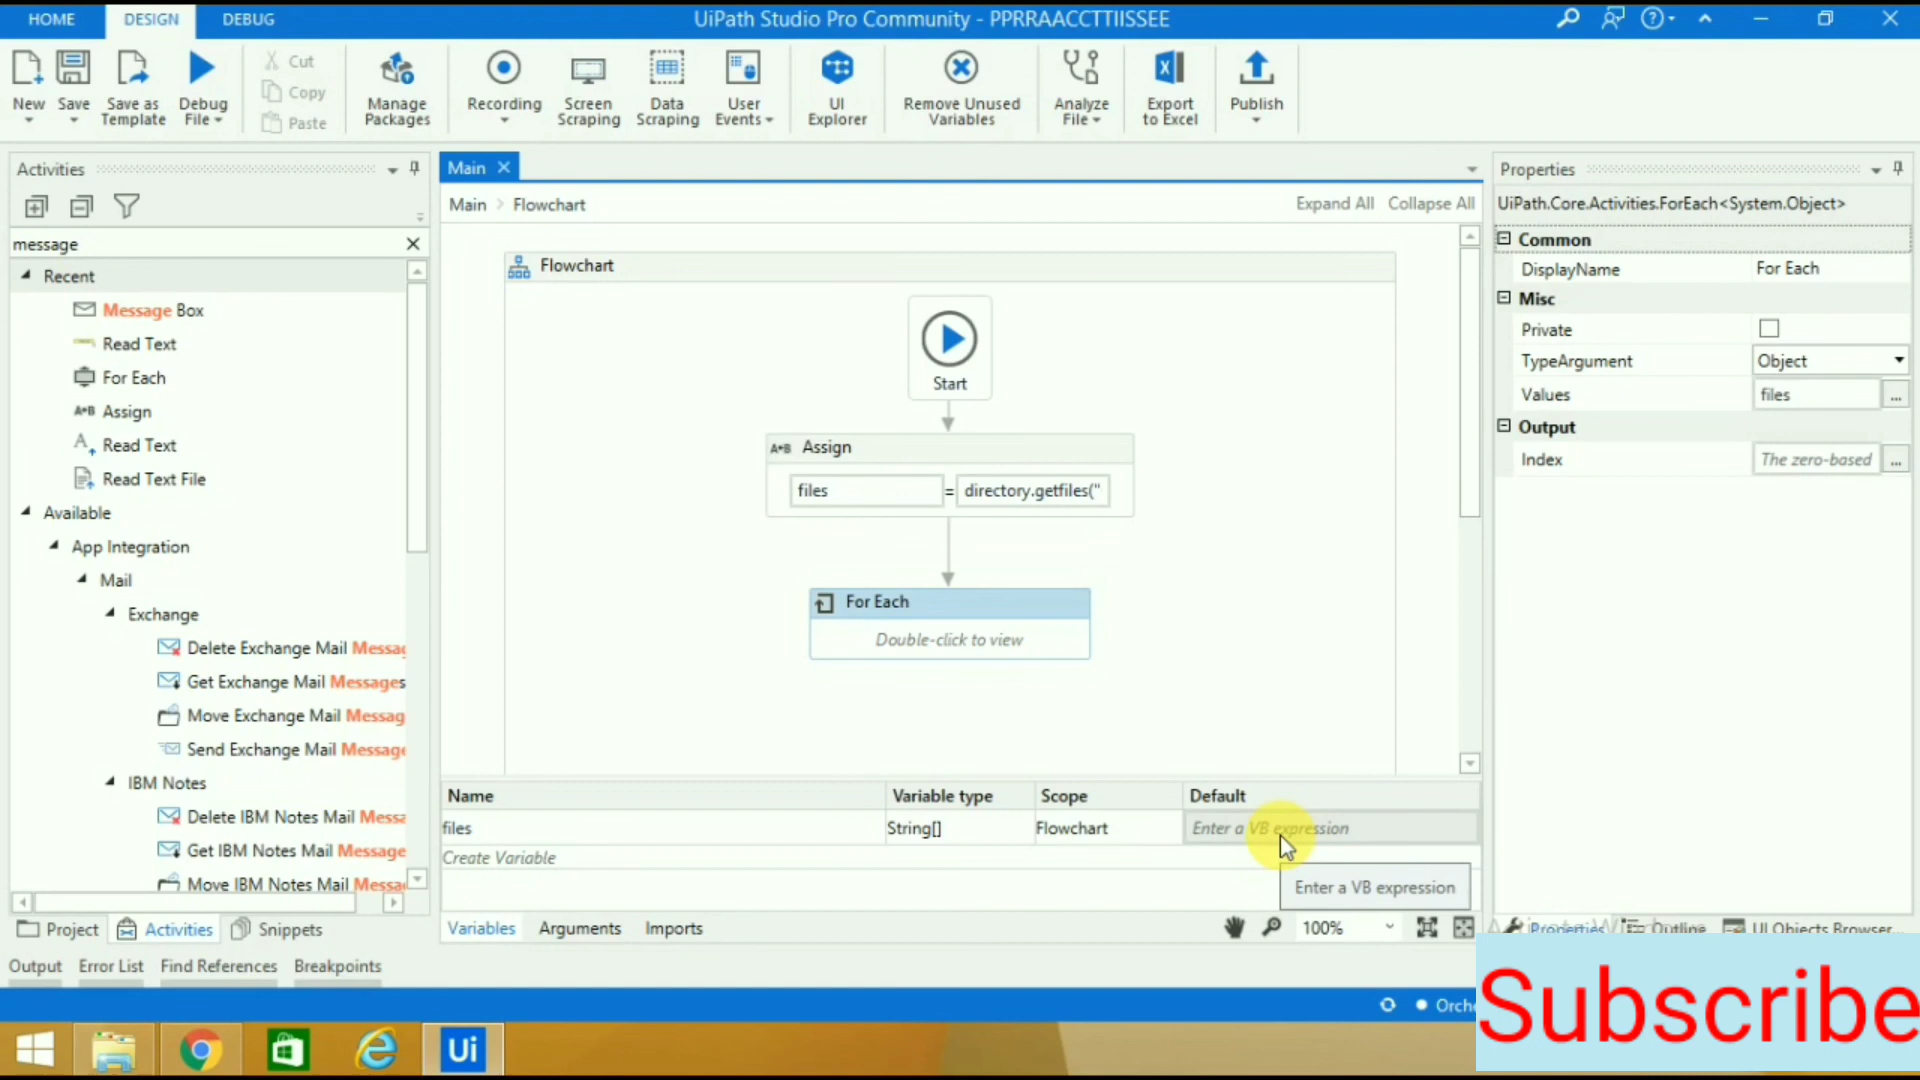 HOME DESIGN DEBUG UiPath Studio Pro Community - PPRRAACCTTIISSEE
New Save Save as Template Debug File
Cut
Copy
Paste
Manage Packages Recording Screen Scraping Data Scraping User Events UI Explorer Remove Unused Variables Analyze File Export to Excel Publish
Activities
message
Recent
Message Box
Read Text
For Each
A*B Assign
Read Text
Read Text File
Available
App Integration
Mail
Exchange
Delete Exchange Mail Messag
Get Exchange Mail Messages
Move Exchange Mail Messag
Send Exchange Mail Message
IBM Notes
Delete IBM Notes Mail Messa
Get IBM Notes Mail Message
Move IBM Notes Mail Messa
Project Activities Snippets
Main
Main > Flowchart Expand All Collapse All
Flowchart
Start
A*B Assign
files = directory.getfiles("
For Each
Double-click to view
Name Variable type Scope Default
files String[] Flowchart Enter a VB expression
Create Variable
Enter a VB expression
Variables Arguments Imports 100%
Properties
UiPath.Core.Activities.ForEach<System.Object>
Common
DisplayName For Each
Misc
Private
TypeArgument Object
Values files ...
Output
Index The zero-based ...
Properties Outline UI Objects Browser...
Output Error List Find References Breakpoints
Orche
Subscribe
Ui